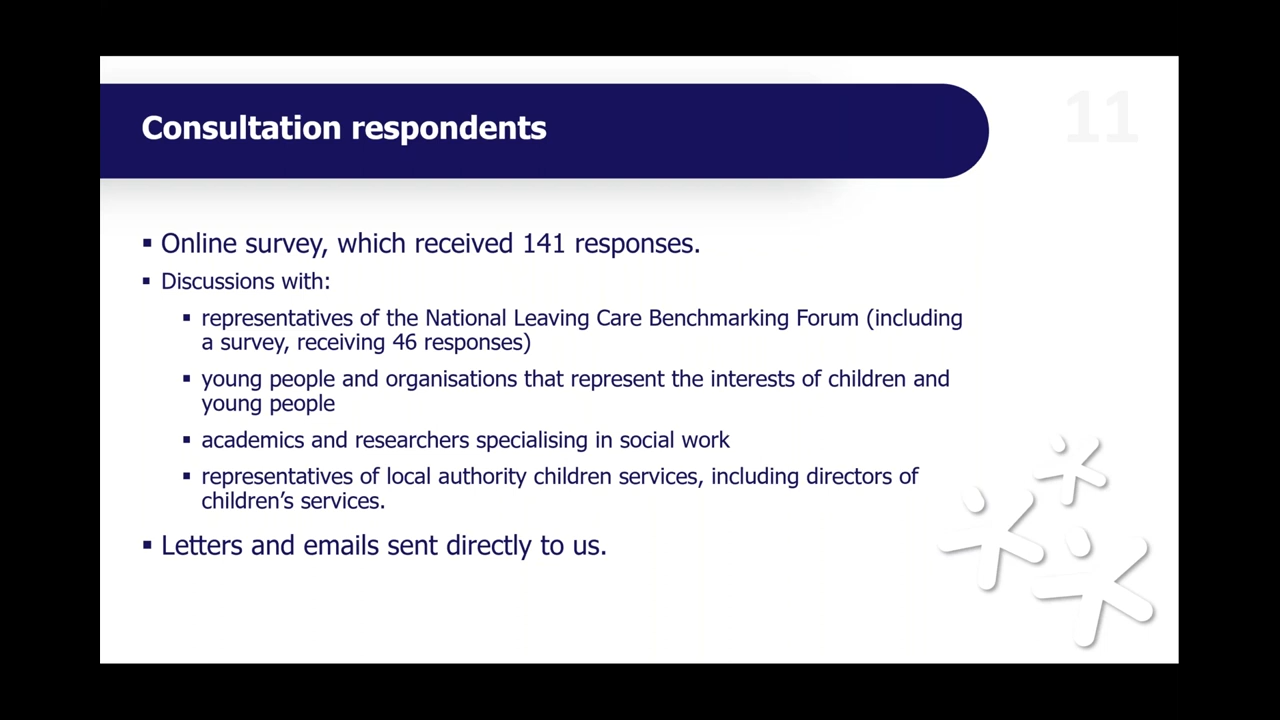 Consultation respondents
11
▪ Online survey, which received 141 responses.
▪ Discussions with:
▪ representatives of the National Leaving Care Benchmarking Forum (including
a survey, receiving 46 responses)
▪ young people and organisations that represent the interests of children and
young people
▪ academics and researchers specialising in social work
▪ representatives of local authority children services, including directors of
children’s services.
▪ Letters and emails sent directly to us.